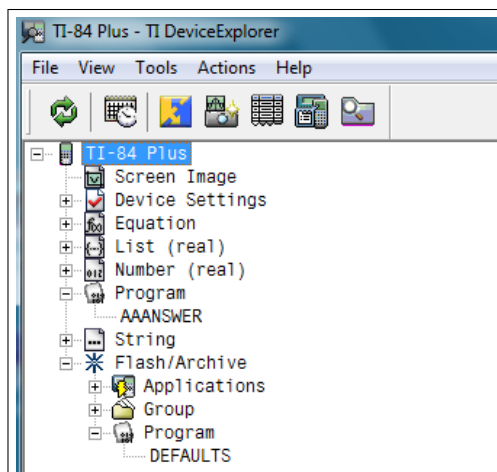 TI-84 Plus - TI DeviceExplorer
File View Tools Actions Help
TI-84 Plus
Screen Image
Device Settings
Equation
List (real)
Number (real)
Program
AAANSWER
String
Flash/Archive
Applications
Group
Program
DEFAULTS